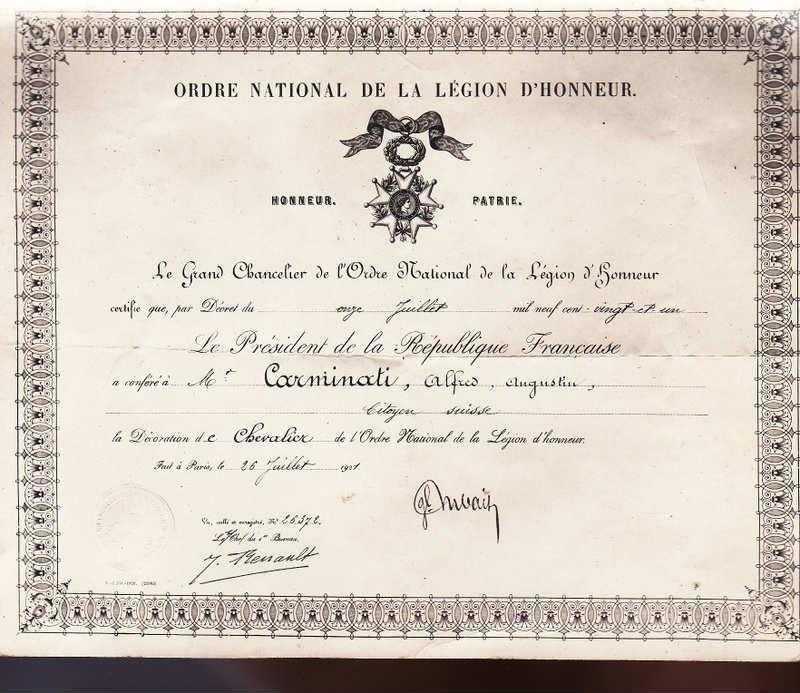 ORDRE NATIONAL DE LA LÉGION D'HONNEUR.
HONNEUR. PATRIE.
Le Grand Chancelier de l'Ordre National de la Légion d'Honneur
certifie que, par Décret du onze Juillet mil neuf cent vingt et un
Le Président de la République Française
a conféré à Mr Carminati, Alfred, Augustin,
Citoyen suisse
la Décoration de Chevalier de l'Ordre National de la Légion d'honneur.
Fait à Paris, le 26 Juillet 1921
Vu, scellé et enregistré, No 26.372
Le Chef du 1er Bureau
J. Renault